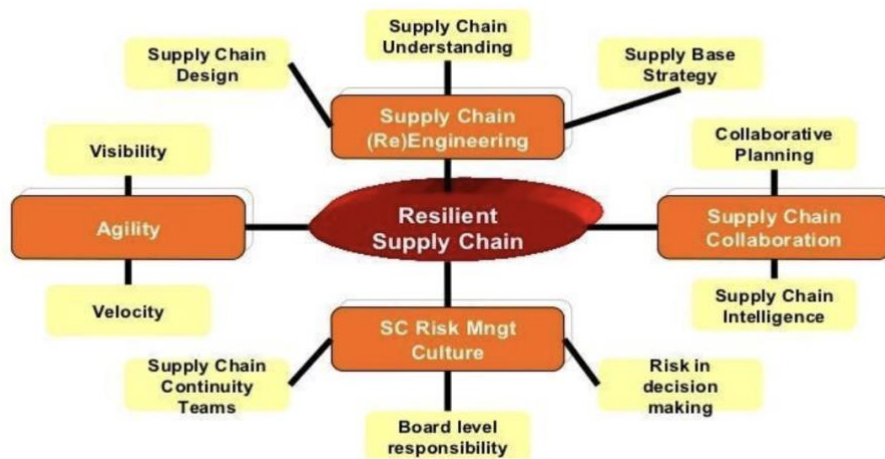 Supply Chain
Understanding
Supply Chain
Design
Supply Base
Strategy
Supply Chain
(Re)Engineering
Visibility
Collaborative
Planning
Agility
Resilient
Supply Chain
Supply Chain
Collaboration
Velocity
Supply Chain
Intelligence
SC Risk Mngt
Culture
Supply Chain
Continuity
Teams
Risk in
decision
making
Board level
responsibility